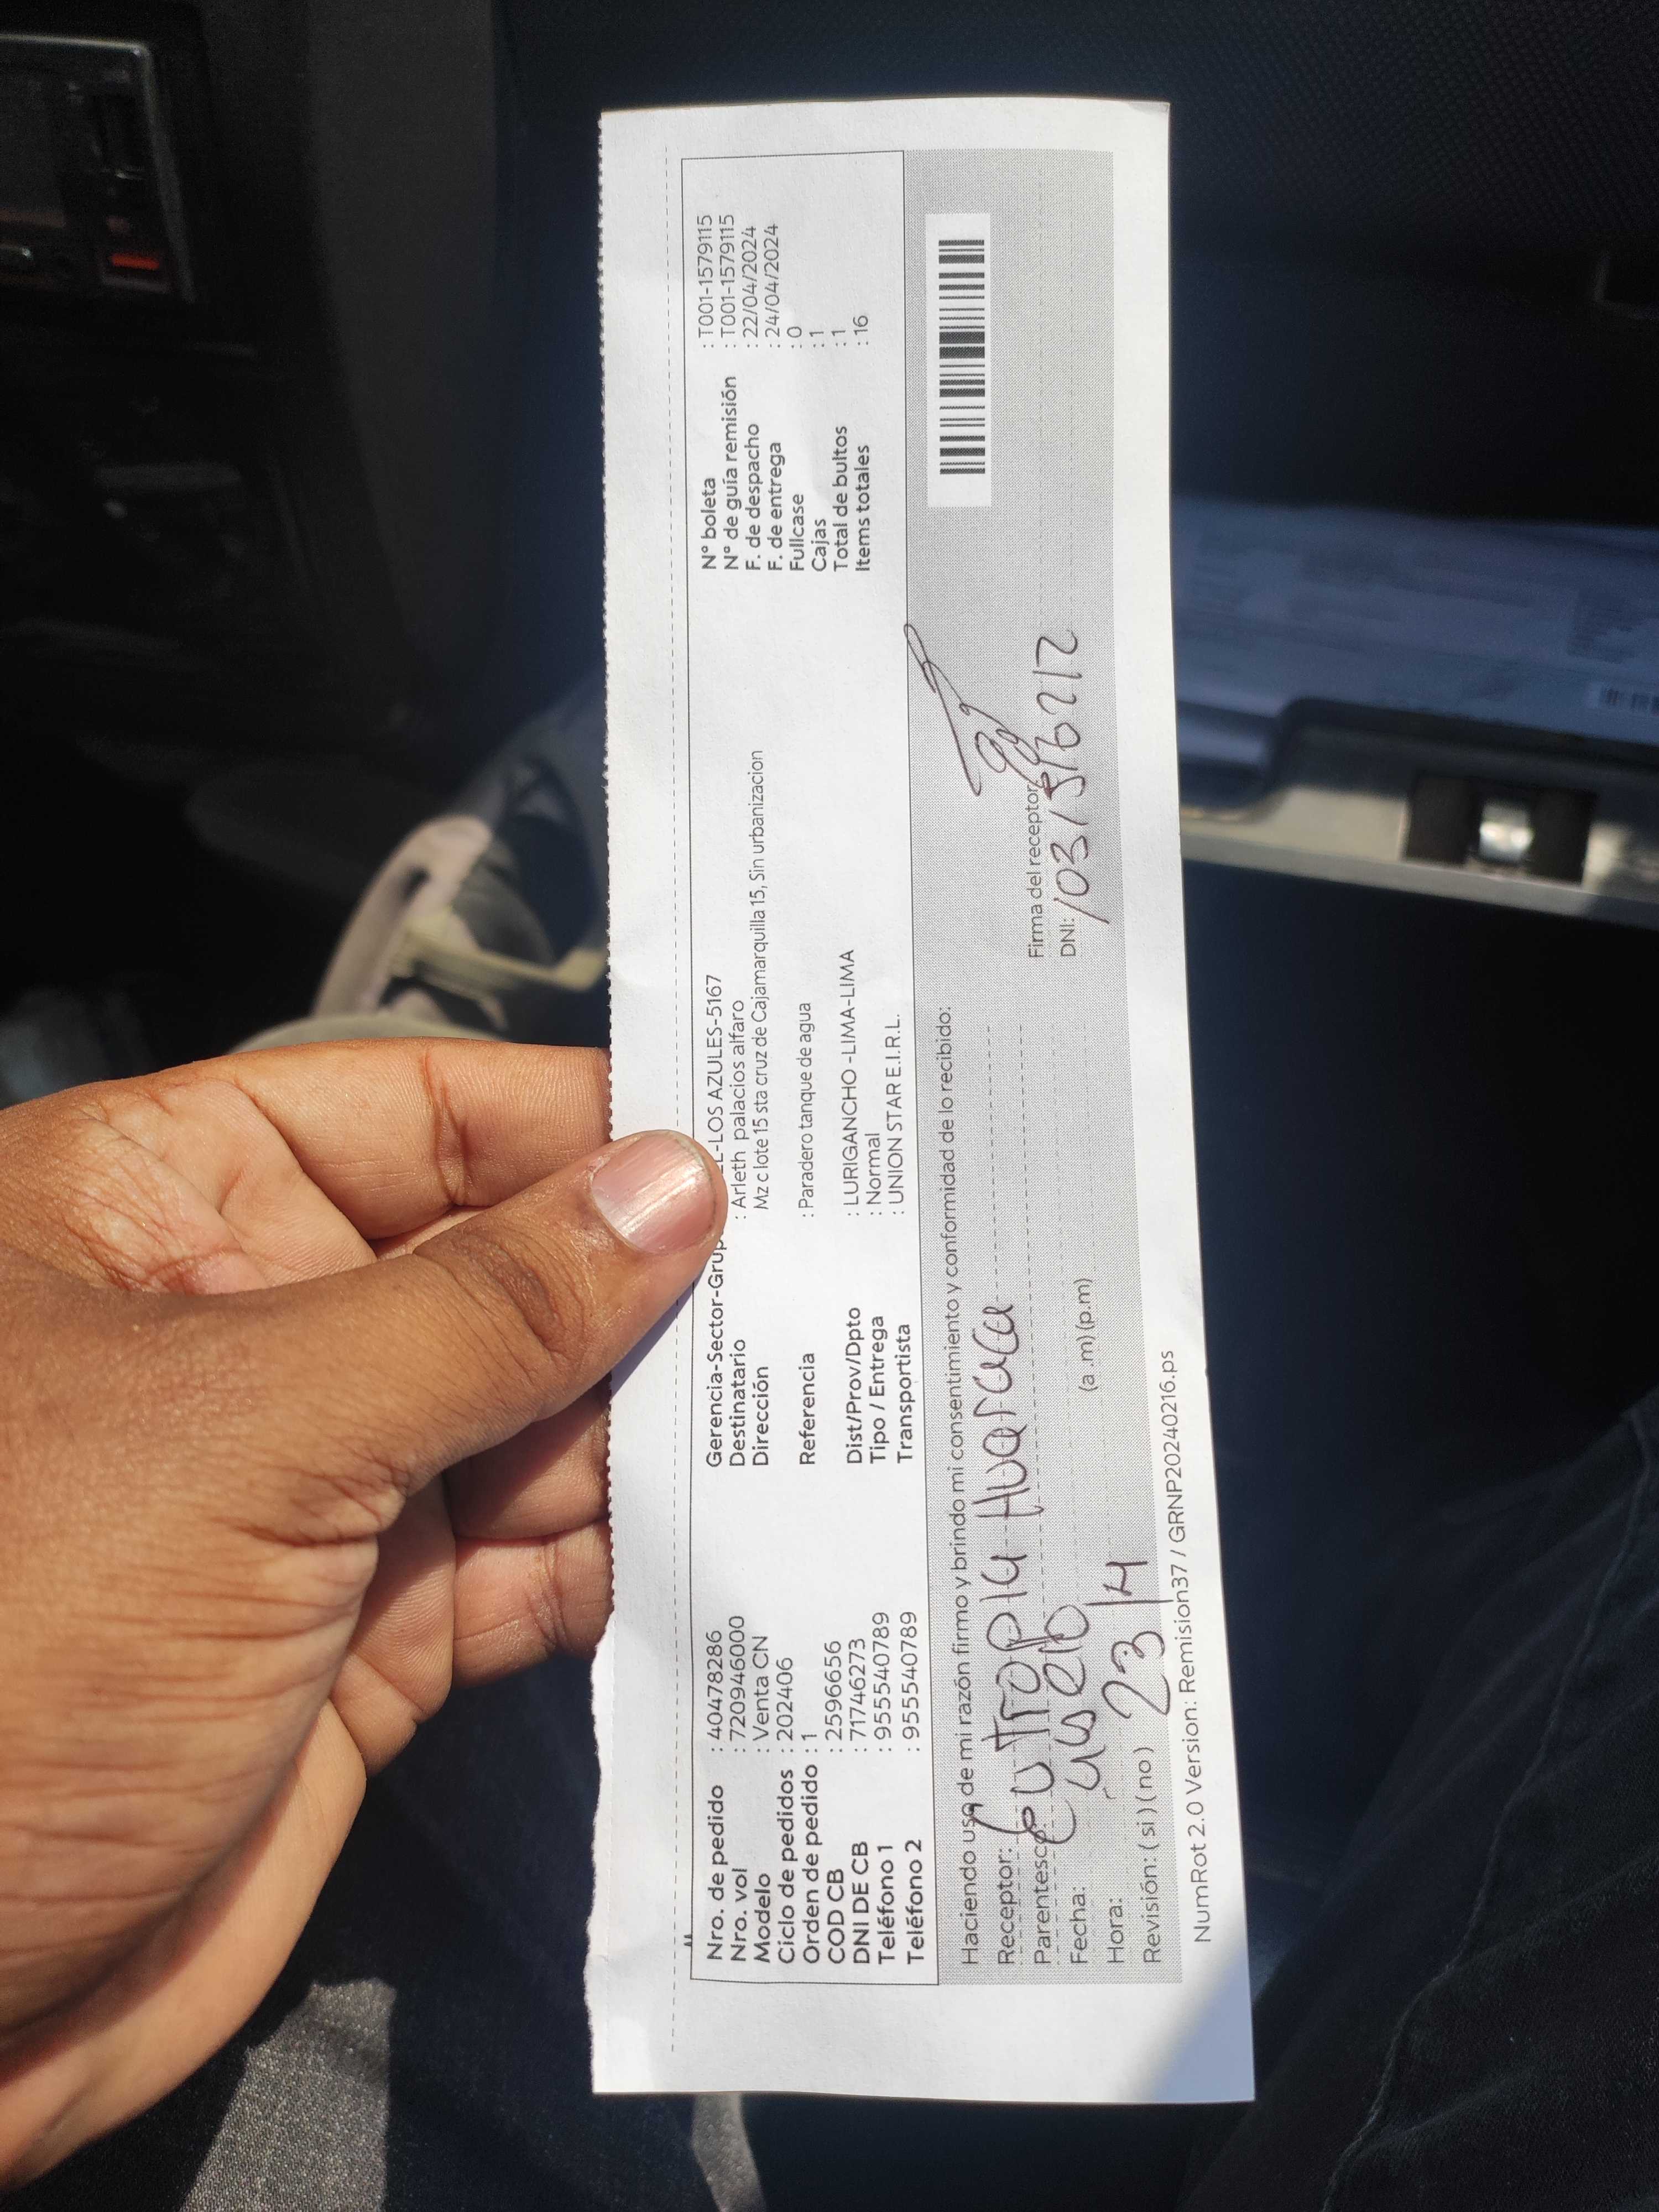 Nro. de pedido : 40478286
Nro. vol : 720946000
Modelo : Venta CN
Ciclo de pedidos : 202406
Orden de pedido : 1
COD CB : 2596656
DNI DE CB : 71746273
Teléfono 1 : 955540789
Teléfono 2 : 955540789
Gerencia-Sector-Grup L-LOS AZULES-5167
Destinatario : Arleth palacios alfaro
Dirección Mz c lote 15 sta cruz de Cajamarquilla 15, Sin urbanizacion
Referencia : Paradero tanque de agua
Dist/Prov/Dpto : LURIGANCHO -LIMA-LIMA
Tipo / Entrega : Normal
Transportista : UNION STAR E.I.R.L.
N° boleta : T001-1579115
N° de guía remisión : T001-1579115
F. de despacho : 22/04/2024
F. de entrega : 24/04/2024
Fullcase : 0
Cajas : 1
Total de bultos : 1
Items totales : 16
Haciendo uso de mi razón firmo y brindo mi consentimiento y conformidad de lo recibido:
Receptor: Eutropia Huaraca
Parentesco:
Fecha:
Hora: 23 (a .m) (p.m)
Revisión: ( si ) ( no )
Firma del receptor
DNI:
NumRot 2.0 Version: Remision37 / GRNP20240216.ps